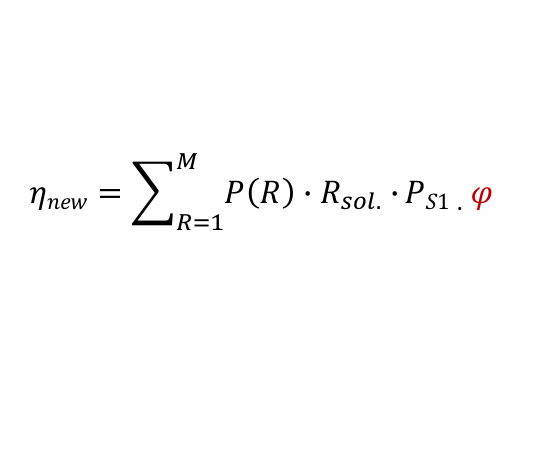 η_new = ∑_{R=1}^{M} P(R) · R_sol. · P_S1 . φ